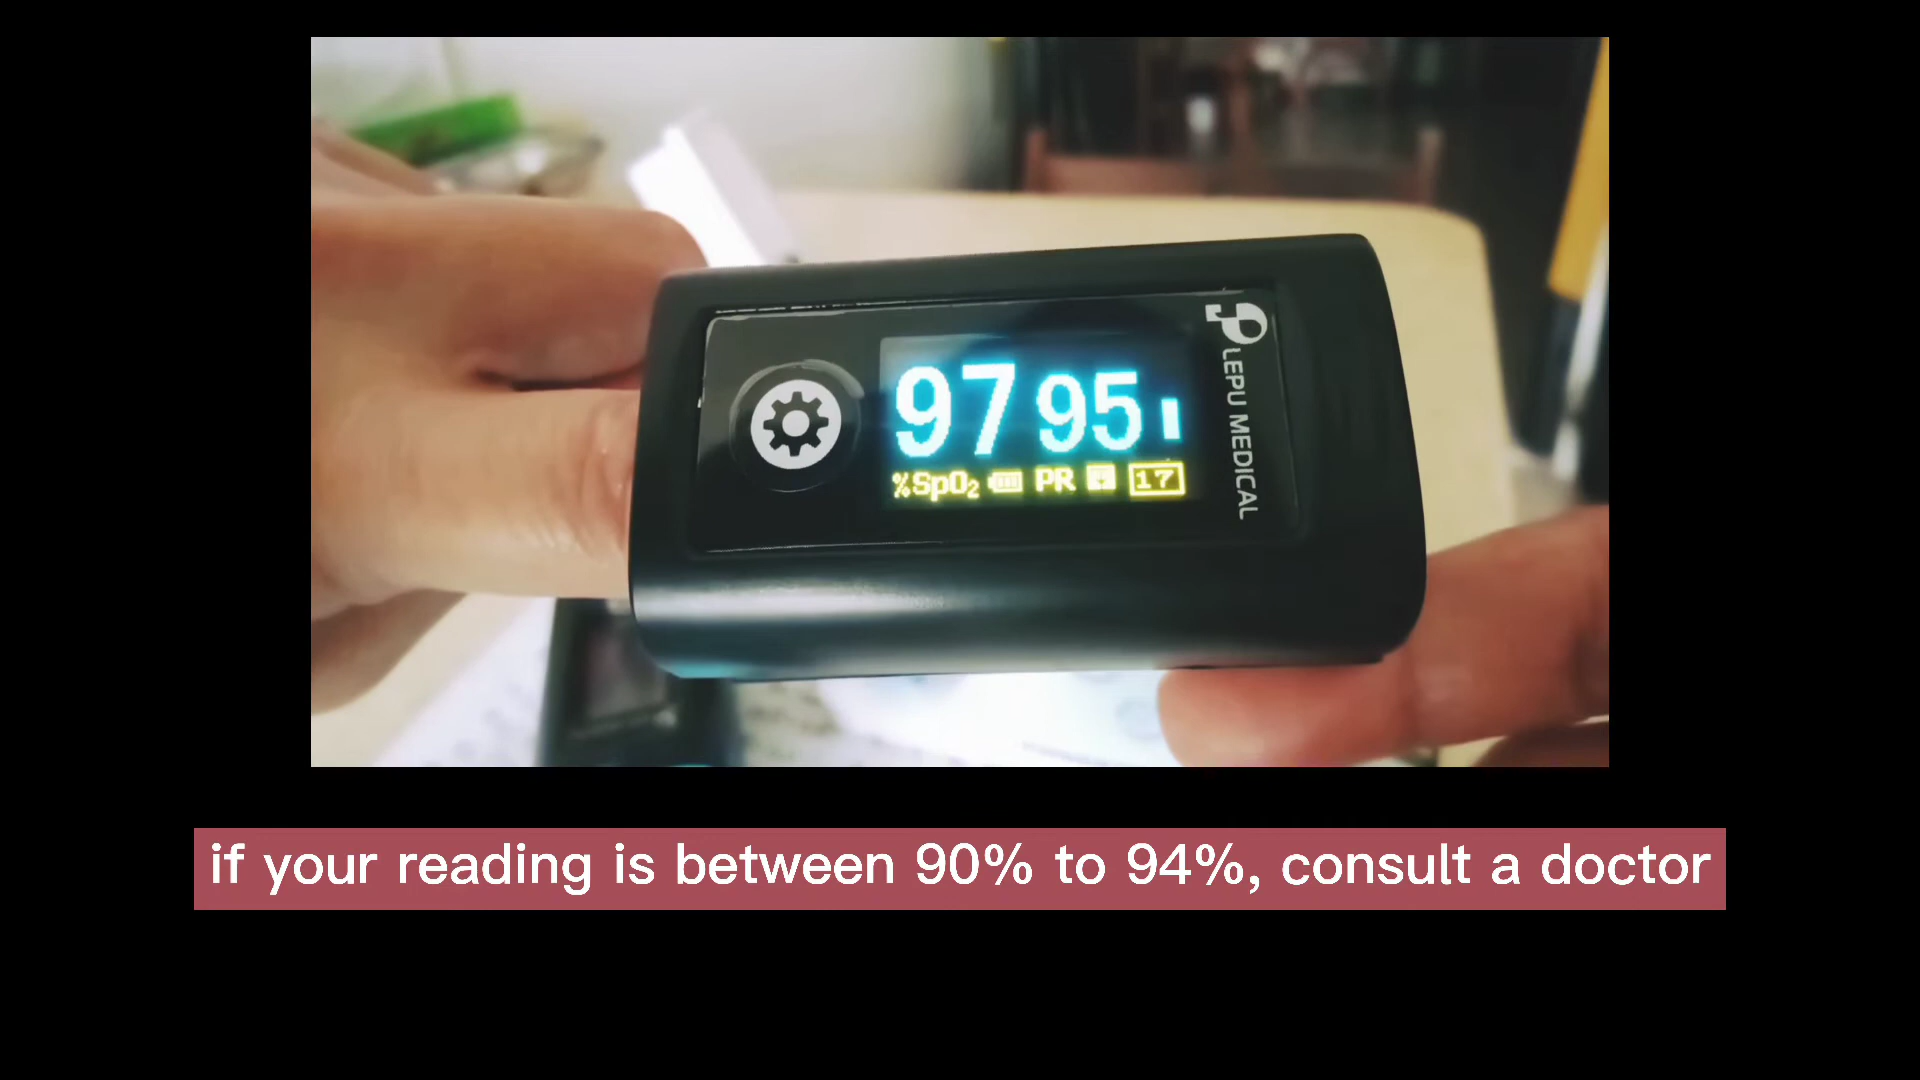 97 95
%SpO₂ PR 17
LEPU MEDICAL
if your reading is between 90% to 94%, consult a doctor